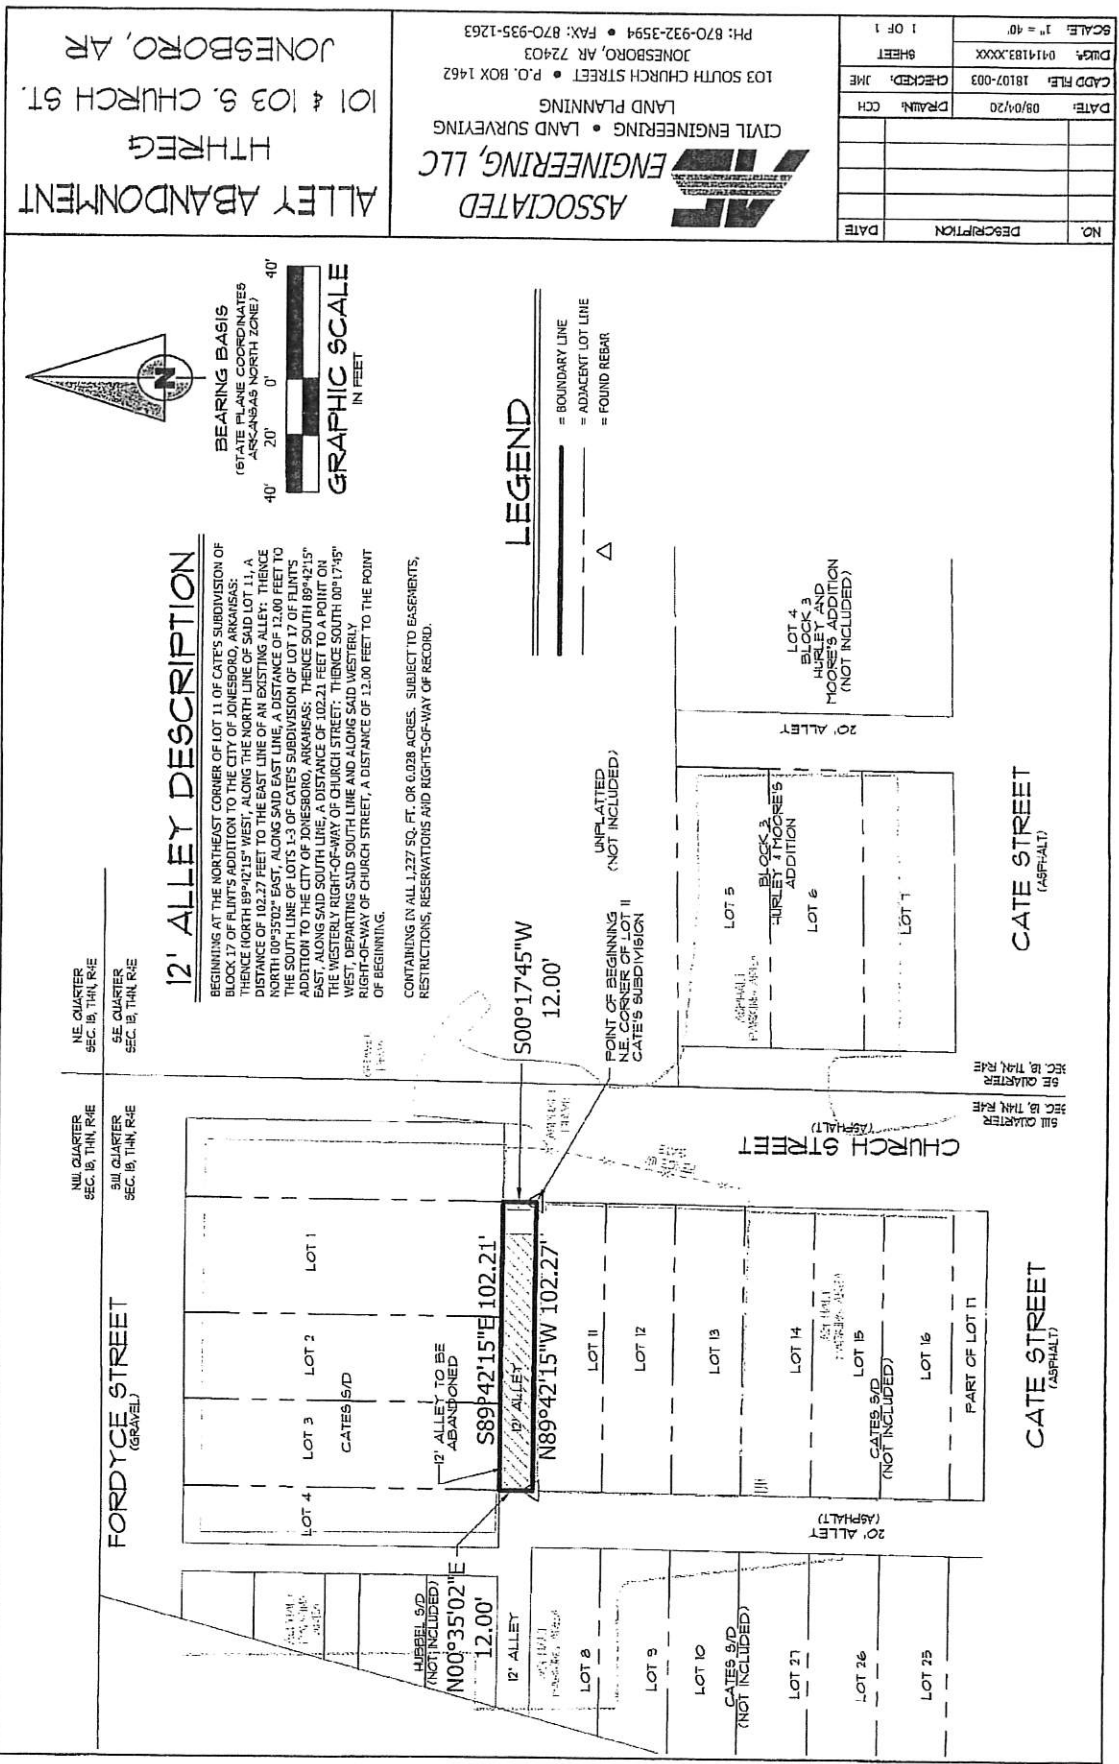 ALLEY ABANDONMENT
HTHREG
101 & 103 S. CHURCH ST.
JONESBORO, AR
ASSOCIATED
ENGINEERING, LLC
CIVIL ENGINEERING • LAND SURVEYING
LAND PLANNING
103 SOUTH CHURCH STREET • P.O. BOX 1462
JONESBORO, AR 72403
PH: 870-932-3594 • FAX: 870-935-1263
NO. DESCRIPTION DATE
DATE: 08/04/20 DRAWN: CCH
CADD FILE: 18107-003 CHECKED: JME
DWG#: 0414183.XXXX SHEET
SCALE: 1" = 40' 1 OF 1
N
BEARING BASIS
(STATE PLANE COORDINATES
ARKANSAS NORTH ZONE)
40' 20' 0' 40'
GRAPHIC SCALE
IN FEET
12' ALLEY DESCRIPTION
BEGINNING AT THE NORTHEAST CORNER OF LOT 11 OF CATE'S SUBDIVISION OF
BLOCK 17 OF FLINT'S ADDITION TO THE CITY OF JONESBORO, ARKANSAS:
THENCE NORTH 89°42'15" WEST, ALONG THE NORTH LINE OF SAID LOT 11, A
DISTANCE OF 102.27 FEET TO THE EAST LINE OF AN EXISTING ALLEY: THENCE
NORTH 00°35'02" EAST, ALONG SAID EAST LINE, A DISTANCE OF 12.00 FEET TO
THE SOUTH LINE OF LOTS 1-3 OF CATE'S SUBDIVISION OF LOT 17 OF FLINT'S
ADDITION TO THE CITY OF JONESBORO, ARKANSAS: THENCE SOUTH 89°42'15"
EAST, ALONG SAID SOUTH LINE, A DISTANCE OF 102.21 FEET TO A POINT ON
THE WESTERLY RIGHT-OF-WAY OF CHURCH STREET: THENCE SOUTH 00°17'45"
WEST, DEPARTING SAID SOUTH LINE AND ALONG SAID WESTERLY
RIGHT-OF-WAY OF CHURCH STREET, A DISTANCE OF 12.00 FEET TO THE POINT
OF BEGINNING.
CONTAINING IN ALL 1,227 SQ. FT. OR 0.028 ACRES. SUBJECT TO EASEMENTS,
RESTRICTIONS, RESERVATIONS AND RIGHTS-OF-WAY OF RECORD.
LEGEND
= BOUNDARY LINE
= ADJACENT LOT LINE
= FOUND REBAR
NW QUARTER
SEC. 18, T14N, R4E
NE QUARTER
SEC. 18, T14N, R4E
SW QUARTER
SEC. 18, T14N, R4E
SE QUARTER
SEC. 18, T14N, R4E
FORDYCE STREET
(GRAVEL)
LOT 4
LOT 3
LOT 2
LOT 1
CATES S/D
12' ALLEY TO BE
ABANDONED
S89°42'15"E 102.21'
12' ALLEY
N89°42'15"W 102.27'
S00°17'45"W
12.00'
N00°35'02"E
12.00'
POINT OF BEGINNING
N.E. CORNER OF LOT 11
CATE'S SUBDIVISION
UNPLATTED
(NOT INCLUDED)
HUBBEL S/D
(NOT INCLUDED)
12' ALLEY
LOT 8
LOT 9
LOT 10
CATES S/D
(NOT INCLUDED)
LOT 27
LOT 26
LOT 25
20' ALLEY
(ASPHALT)
LOT 11
LOT 12
LOT 13
LOT 14
LOT 15
CATES S/D
(NOT INCLUDED)
LOT 16
PART OF LOT 17
CHURCH STREET
(ASPHALT)
SW QUARTER
SEC. 18, T14N, R4E
SE QUARTER
SEC. 18, T14N, R4E
LOT 5
BLOCK 3
HURLEY & MOORE'S
ADDITION
LOT 6
LOT 7
20' ALLEY
LOT 4
BLOCK 3
HURLEY AND
MOORE'S ADDITION
(NOT INCLUDED)
CATE STREET
(ASPHALT)
CATE STREET
(ASPHALT)